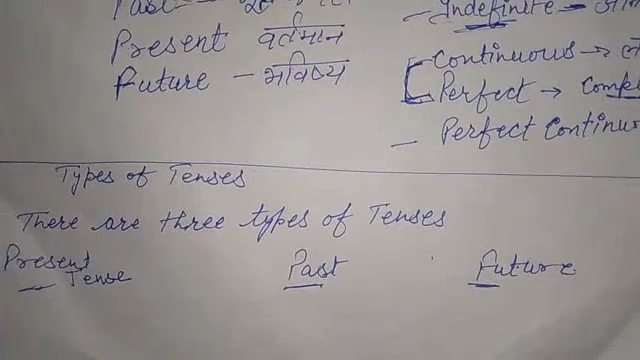 Past
Present वर्तमान
Future - भविष्य
- Indefinite -
Continuous →
Perfect →
- Perfect
Types of Tenses
There are three types of Tenses
Present Past Future
Tense